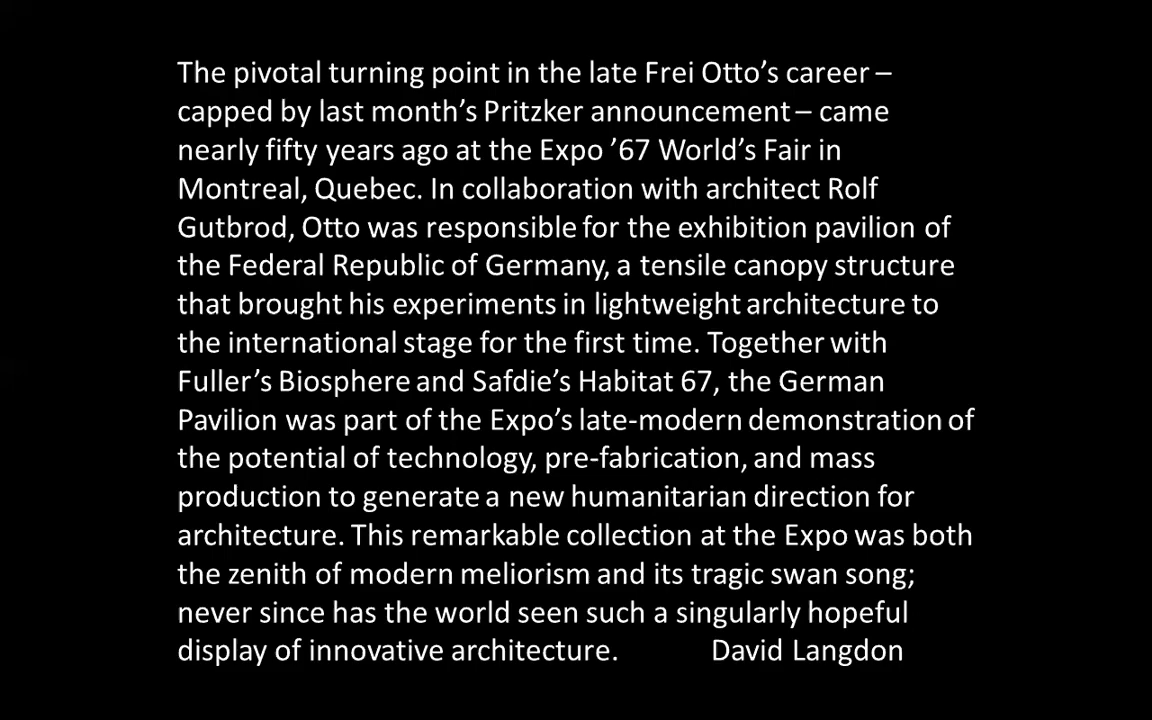 The pivotal turning point in the late Frei Otto’s career –
capped by last month’s Pritzker announcement – came
nearly fifty years ago at the Expo ’67 World’s Fair in
Montreal, Quebec. In collaboration with architect Rolf
Gutbrod, Otto was responsible for the exhibition pavilion of
the Federal Republic of Germany, a tensile canopy structure
that brought his experiments in lightweight architecture to
the international stage for the first time. Together with
Fuller’s Biosphere and Safdie’s Habitat 67, the German
Pavilion was part of the Expo’s late-modern demonstration of
the potential of technology, pre-fabrication, and mass
production to generate a new humanitarian direction for
architecture. This remarkable collection at the Expo was both
the zenith of modern meliorism and its tragic swan song;
never since has the world seen such a singularly hopeful
display of innovative architecture. David Langdon